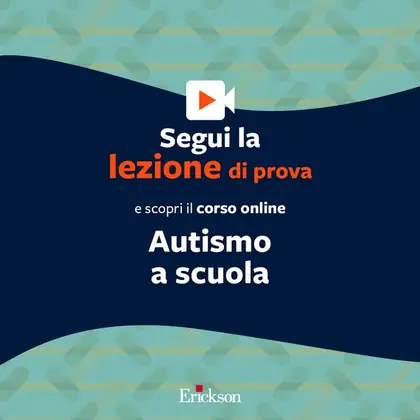 Segui la
lezione di prova
e scopri il corso online
Autismo
a scuola
Erickson